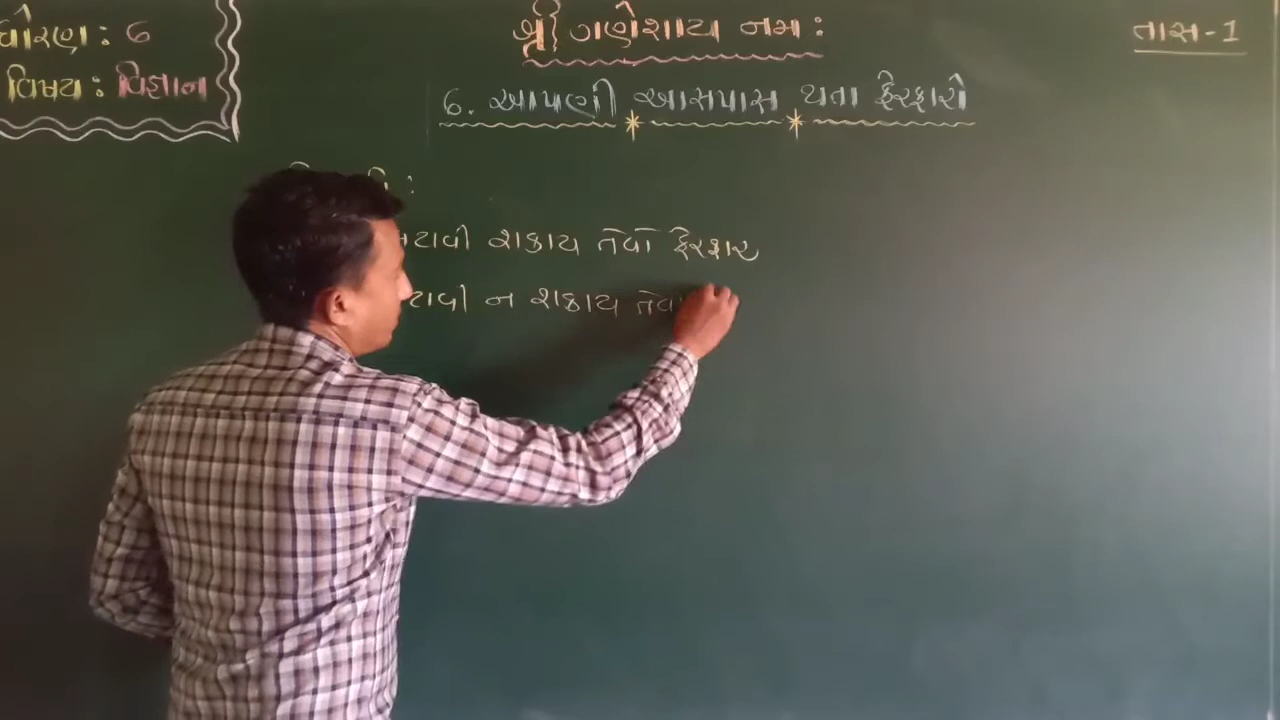 ધોરણ : 6
વિષય : વિજ્ઞાન
શ્રી ગણેશાય નમઃ
તાસ-1
6. આપણી આસપાસ થતા ફેરફારો
શકાય તેવો ફેરફાર
ન શકાય